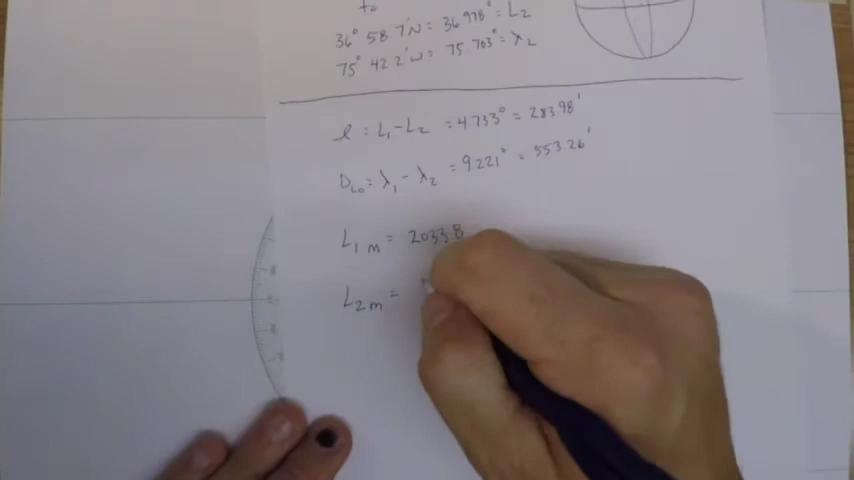 to
36° 58 7'N = 36 978° = L2
75° 42 2'W = 75 703° = λ2
l = L1 - L2 = 4.733° = 283.98'
DLo = λ1 - λ2 = 9.221° = 553.26'
L1 m = 2033.8
L2m =